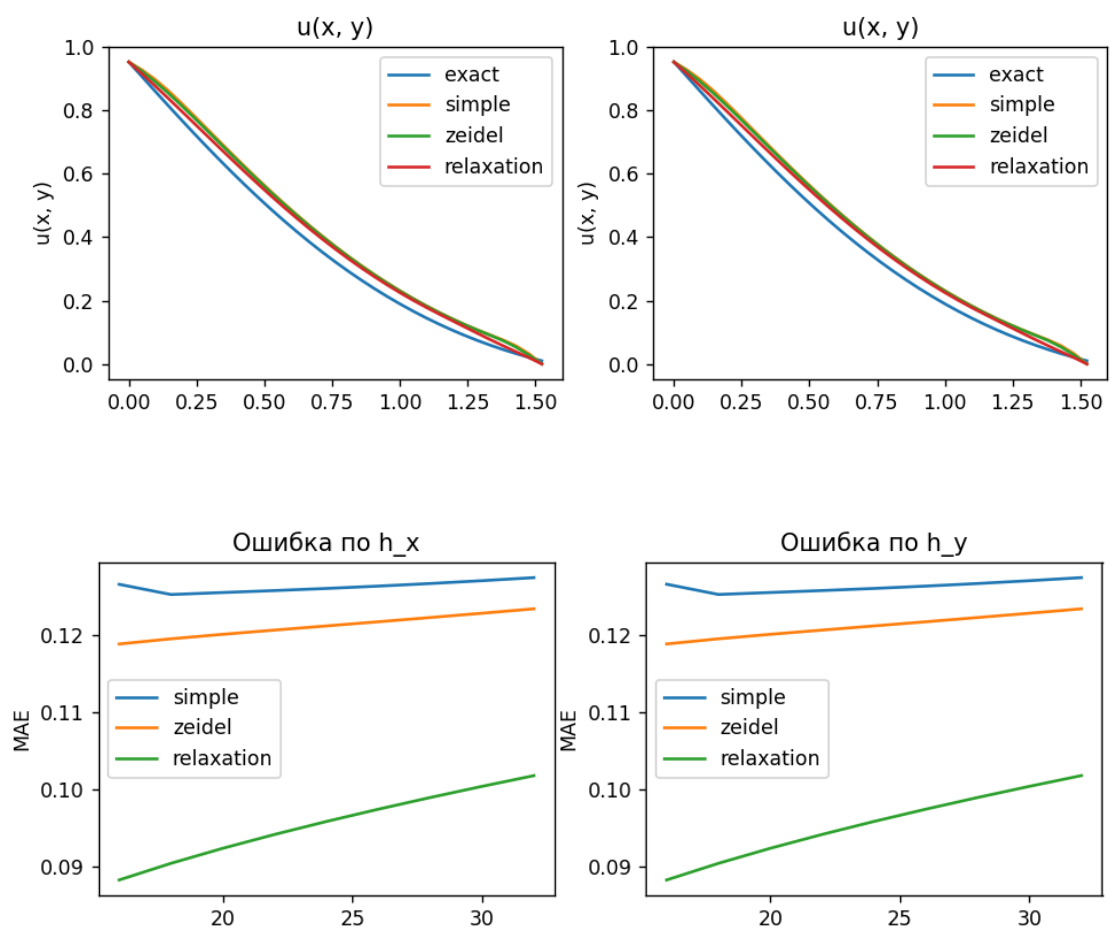 u(x, y)
u(x, y)
1.0
0.8
0.6
0.4
0.2
0.0
0.00 0.25 0.50 0.75 1.00 1.25 1.50
exact
simple
zeidel
relaxation
u(x, y)
u(x, y)
1.0
0.8
0.6
0.4
0.2
0.0
0.00 0.25 0.50 0.75 1.00 1.25 1.50
exact
simple
zeidel
relaxation
Ошибка по h_x
MAE
0.12
0.11
0.10
0.09
20 25 30
simple
zeidel
relaxation
Ошибка по h_y
MAE
0.12
0.11
0.10
0.09
20 25 30
simple
zeidel
relaxation